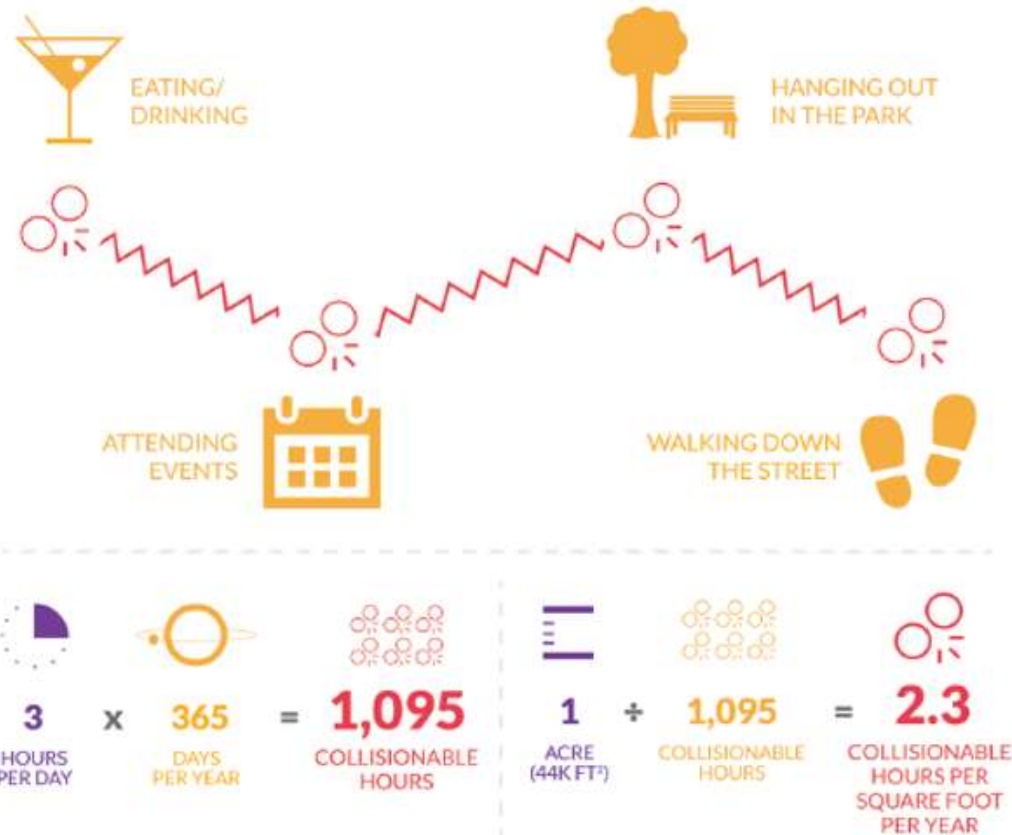 EATING/
DRINKING
HANGING OUT
IN THE PARK
ATTENDING
EVENTS
WALKING DOWN
THE STREET
3 x 365 = 1,095
HOURS
PER DAY
DAYS
PER YEAR
COLLISIONABLE
HOURS
1 ÷ 1,095 = 2.3
ACRE
(44K FT²)
COLLISIONABLE
HOURS
COLLISIONABLE
HOURS PER
SQUARE FOOT
PER YEAR